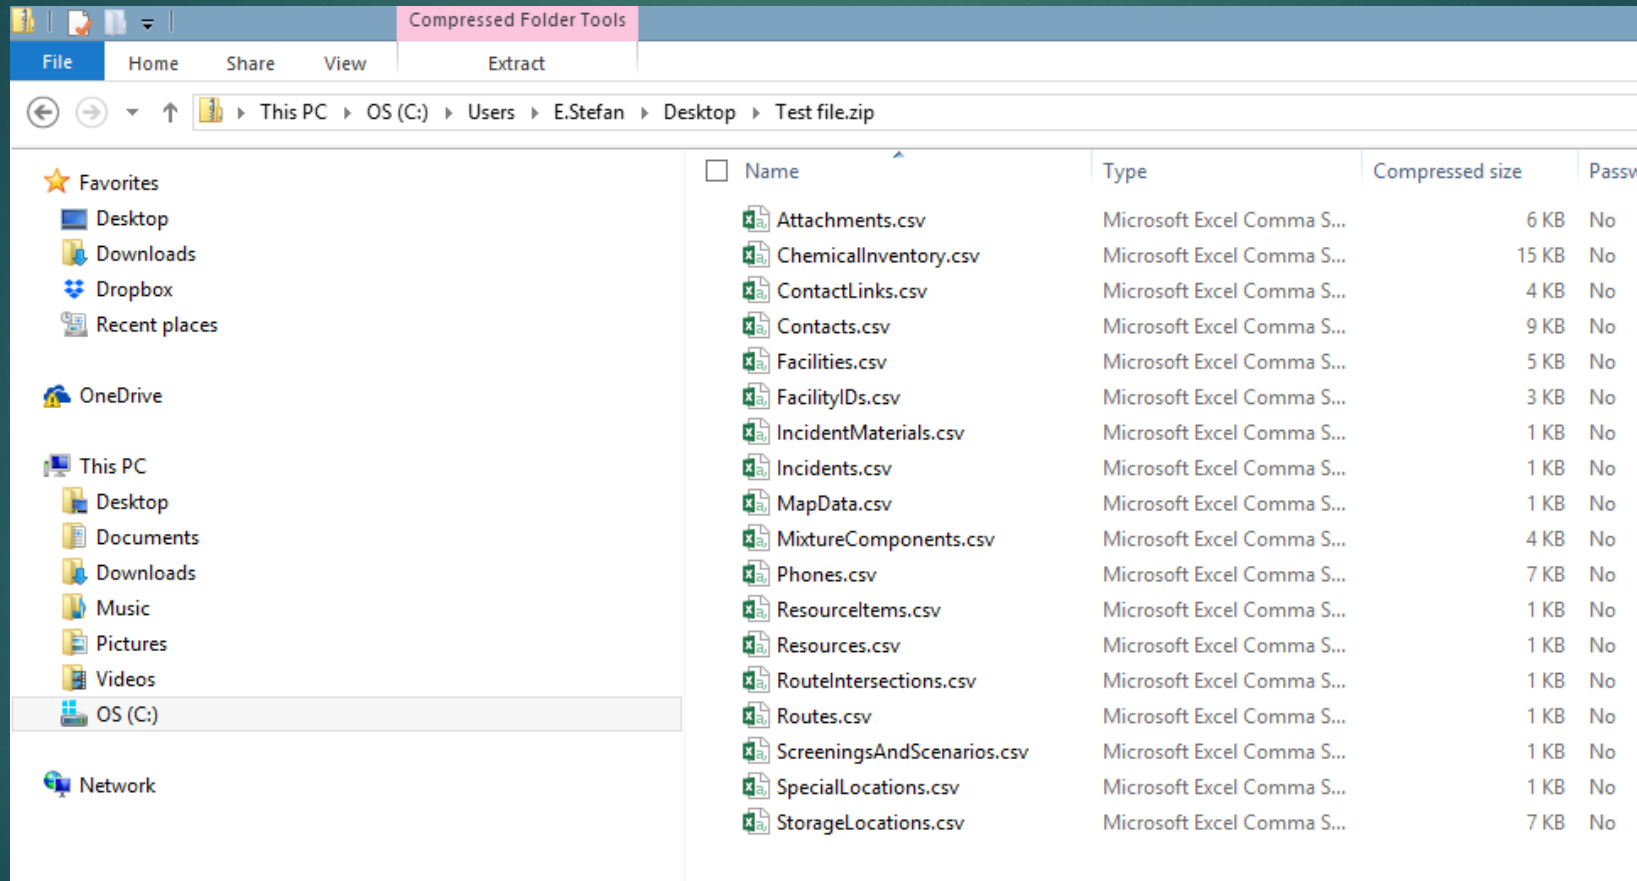 Compressed Folder Tools
File Home Share View Extract
This PC OS (C:) Users E.Stefan Desktop Test file.zip
Favorites
Desktop
Downloads
Dropbox
Recent places
OneDrive
This PC
Desktop
Documents
Downloads
Music
Pictures
Videos
OS (C:)
Network
Name Type Compressed size Passw
Attachments.csv Microsoft Excel Comma S... 6 KB No
ChemicalInventory.csv Microsoft Excel Comma S... 15 KB No
ContactLinks.csv Microsoft Excel Comma S... 4 KB No
Contacts.csv Microsoft Excel Comma S... 9 KB No
Facilities.csv Microsoft Excel Comma S... 5 KB No
FacilityIDs.csv Microsoft Excel Comma S... 3 KB No
IncidentMaterials.csv Microsoft Excel Comma S... 1 KB No
Incidents.csv Microsoft Excel Comma S... 1 KB No
MapData.csv Microsoft Excel Comma S... 1 KB No
MixtureComponents.csv Microsoft Excel Comma S... 4 KB No
Phones.csv Microsoft Excel Comma S... 7 KB No
ResourceItems.csv Microsoft Excel Comma S... 1 KB No
Resources.csv Microsoft Excel Comma S... 1 KB No
RouteIntersections.csv Microsoft Excel Comma S... 1 KB No
Routes.csv Microsoft Excel Comma S... 1 KB No
ScreeningsAndScenarios.csv Microsoft Excel Comma S... 1 KB No
SpecialLocations.csv Microsoft Excel Comma S... 1 KB No
StorageLocations.csv Microsoft Excel Comma S... 7 KB No